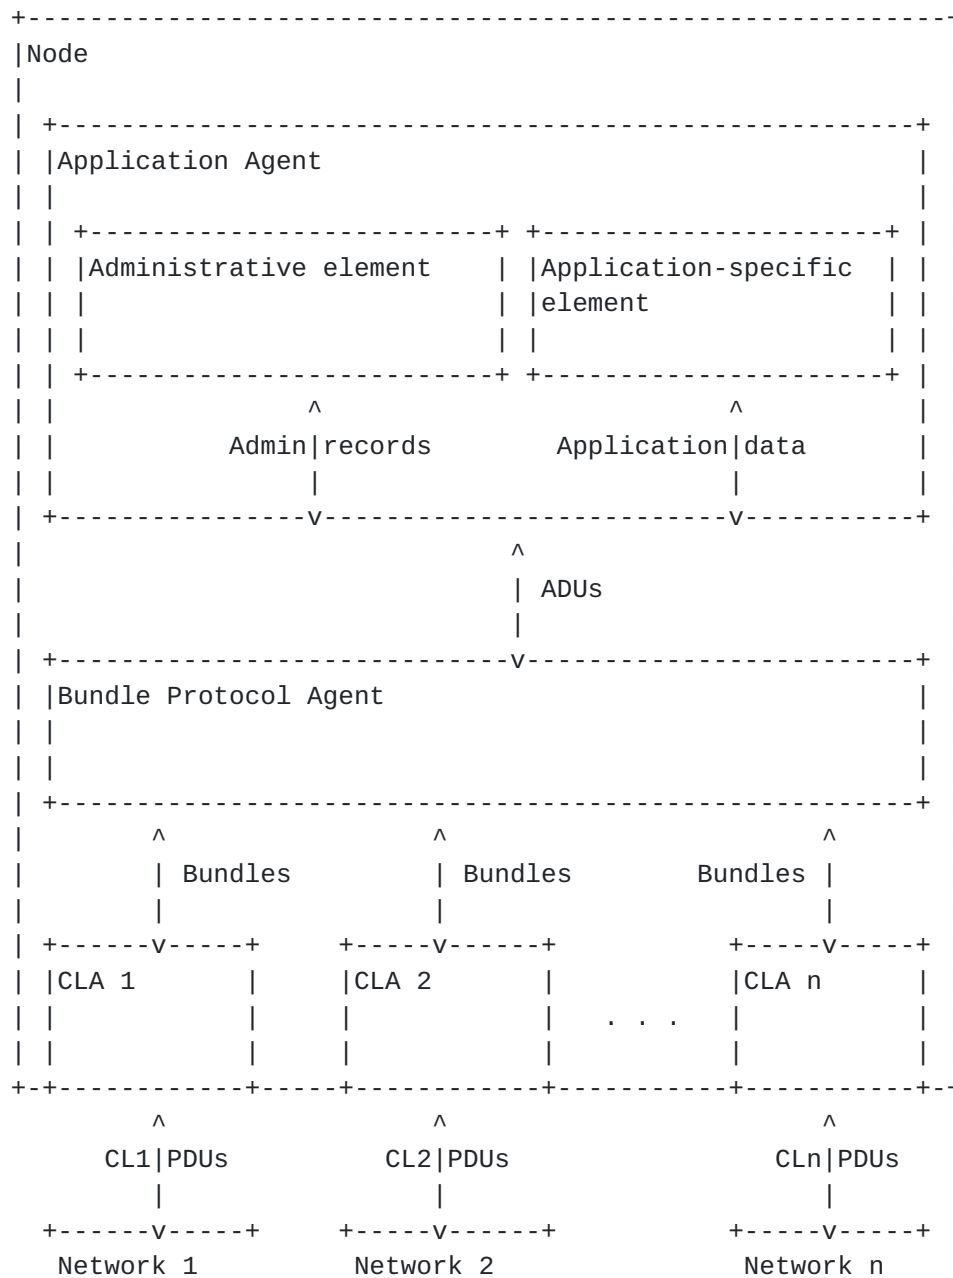 Node
Application Agent
Administrative element Application-specific
element
Admin|records Application|data
ADUs
Bundle Protocol Agent
Bundles Bundles Bundles
CLA 1 CLA 2 CLA n
. . .
CL1|PDUs CL2|PDUs CLn|PDUs
Network 1 Network 2 Network n